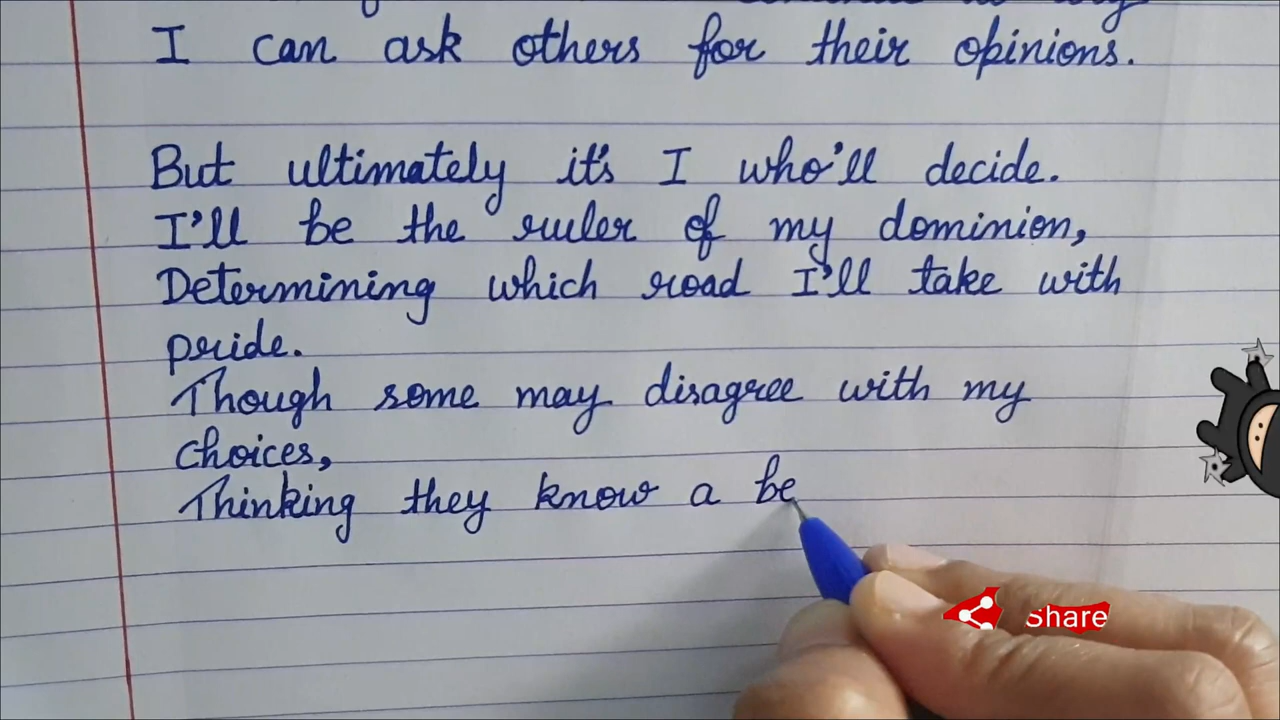 I can ask others for their opinions.
But ultimately it's I who'll decide.
I'll be the ruler of my dominion,
Determining which road I'll take with
pride.
Though some may disagree with my
choices,
Thinking they know a be
Share